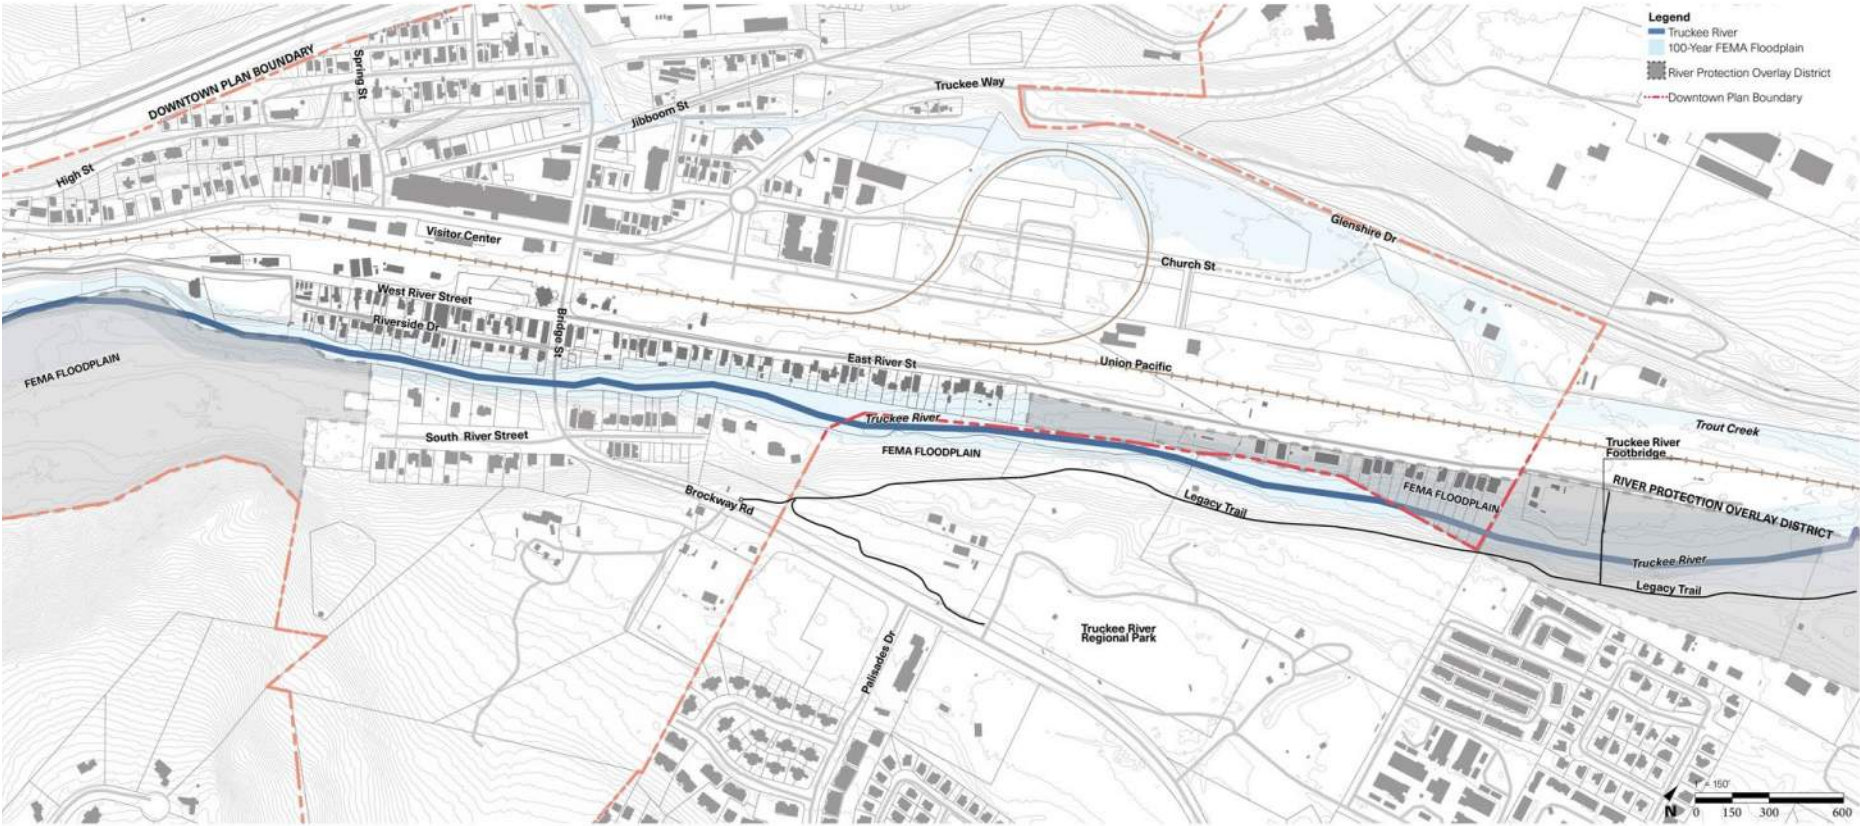 Legend
Truckee River
100-Year FEMA Floodplain
River Protection Overlay District
Downtown Plan Boundary
DOWNTOWN PLAN BOUNDARY
Spring St
Truckee Way
Jibboom St
High St
Glenshire Dr
Visitor Center
Church St
West River Street
Riverside Dr
Bridge St
East River St
Union Pacific
FEMA FLOODPLAIN
Truckee River
Trout Creek
South River Street
FEMA FLOODPLAIN
Truckee River
Footbridge
Brockway Rd
Legacy Trail
FEMA FLOODPLAIN
RIVER PROTECTION OVERLAY DISTRICT
Truckee River
Legacy Trail
Truckee River
Regional Park
Palisades Dr
1" = 150'
N
0 150 300 600